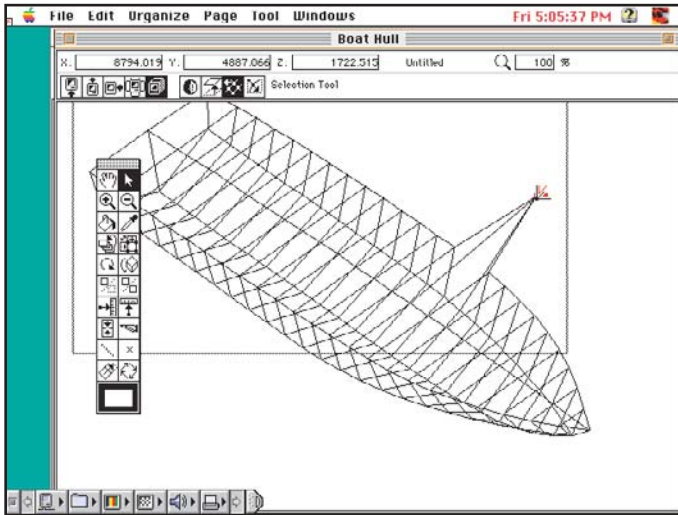 File Edit Organize Page Tool Windows Fri 5:05:37 PM
Boat Hull
X: 8794.019 Y: 4887.066 Z: 1722.515 Untitled 100 %
Selection Tool